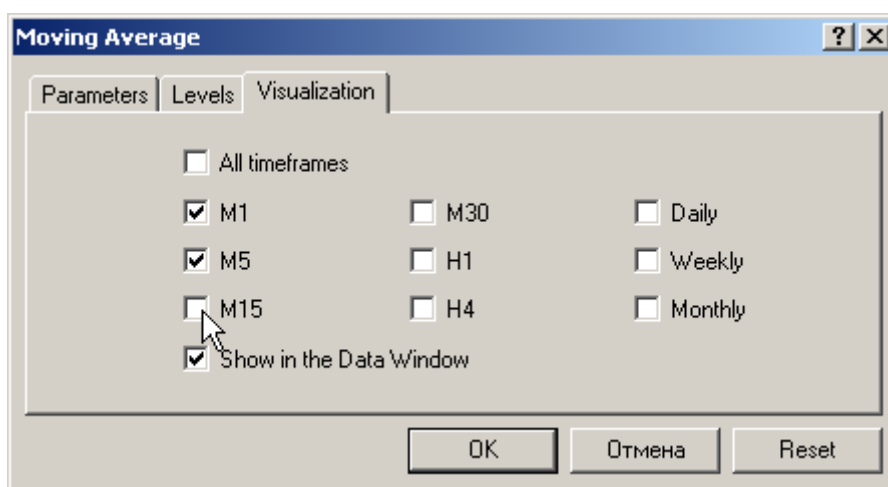 Moving Average
Parameters Levels Visualization
All timeframes
M1 M30 Daily
M5 H1 Weekly
M15 H4 Monthly
Show in the Data Window
OK Отмена Reset